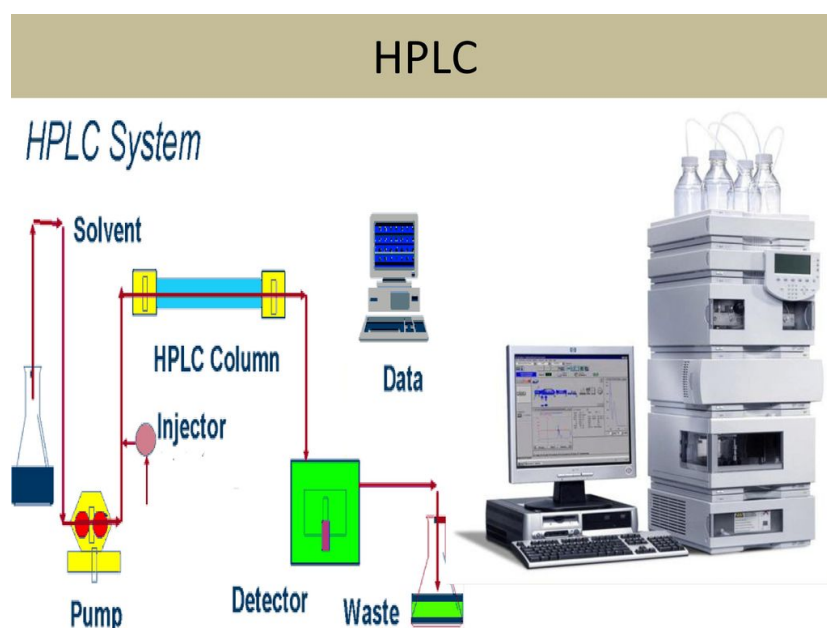 HPLC
HPLC System
Solvent
HPLC Column
Data
Injector
Pump
Detector
Waste